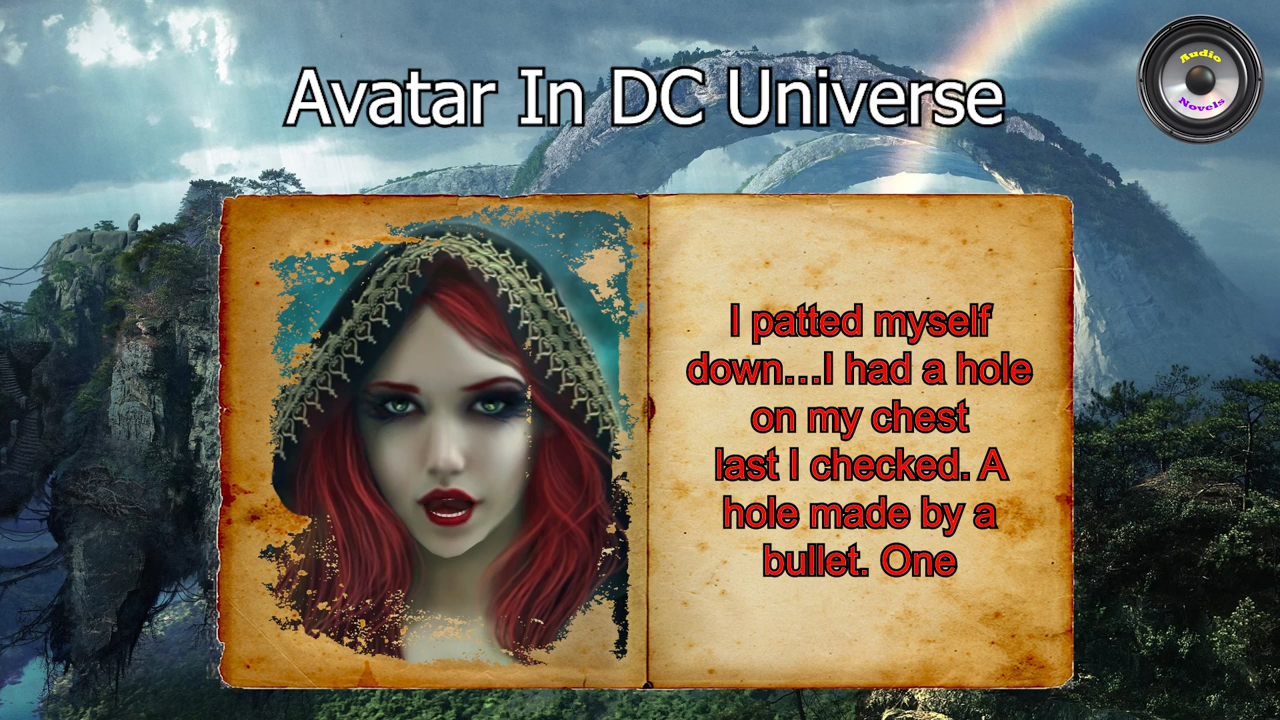 Avatar In DC Universe
Audio
Novels
I patted myself
down...I had a hole
on my chest
last I checked. A
hole made by a
bullet. One